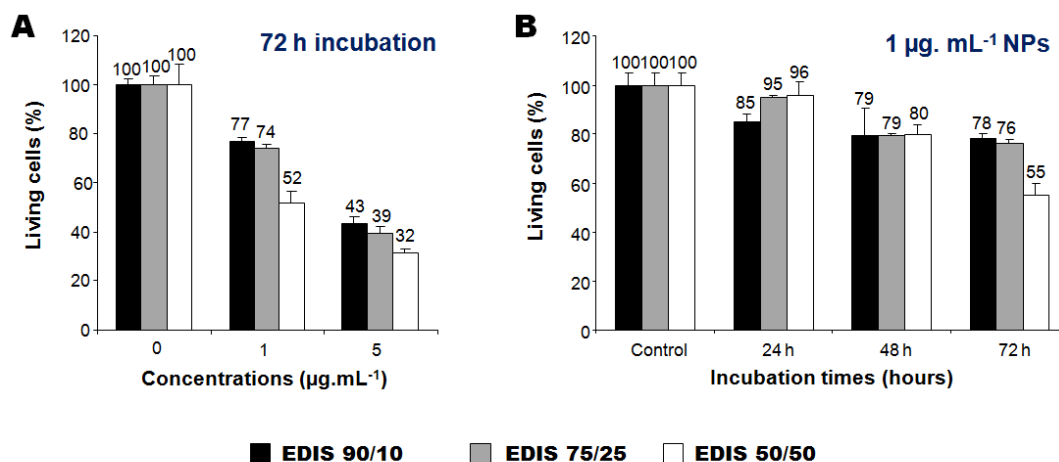 A
72 h incubation
Living cells (%)
120
100
80
60
40
20
0
100 100 100
77 74 52
43 39 32
0 1 5
Concentrations (µg.mL⁻¹)
B
1 µg. mL⁻¹ NPs
Living cells (%)
120
100
80
60
40
20
0
100 100 100
85 95 96
79 79 80
78 76 55
Control 24 h 48 h 72 h
Incubation times (hours)
EDIS 90/10 EDIS 75/25 EDIS 50/50